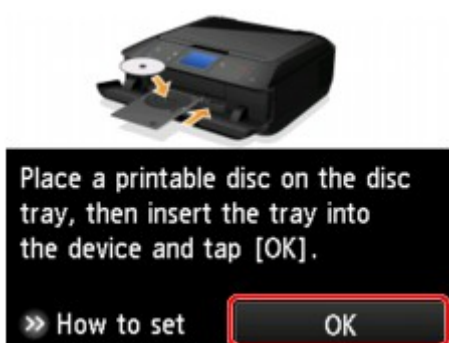 Place a printable disc on the disc
tray, then insert the tray into
the device and tap [OK].
>> How to set
OK